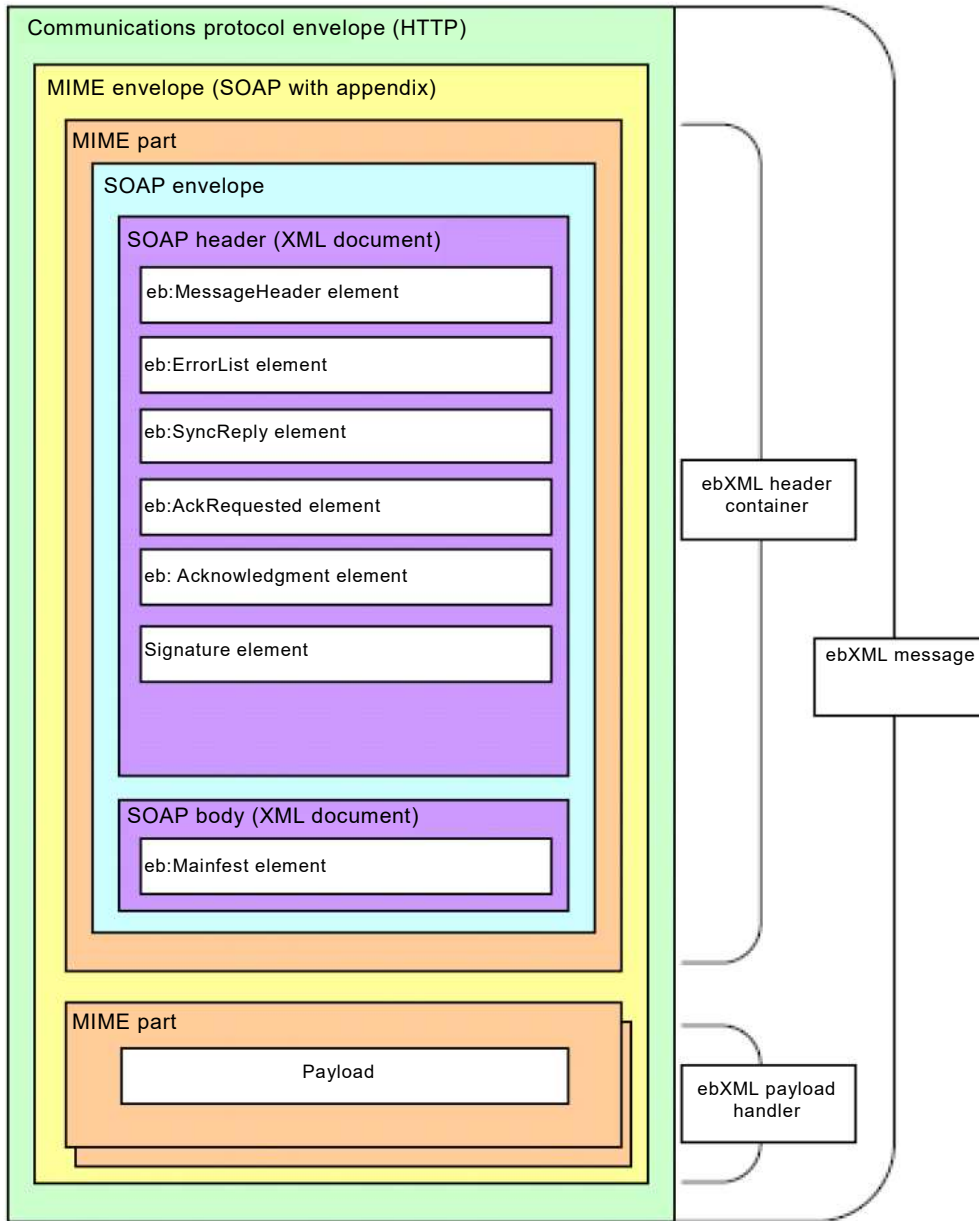 Communications protocol envelope (HTTP)
MIME envelope (SOAP with appendix)
MIME part
SOAP envelope
SOAP header (XML document)
eb:MessageHeader element
eb:ErrorList element
eb:SyncReply element
eb:AckRequested element
eb: Acknowledgment element
Signature element
SOAP body (XML document)
eb:Mainfest element
MIME part
Payload
ebXML header
container
ebXML message
ebXML payload
handler